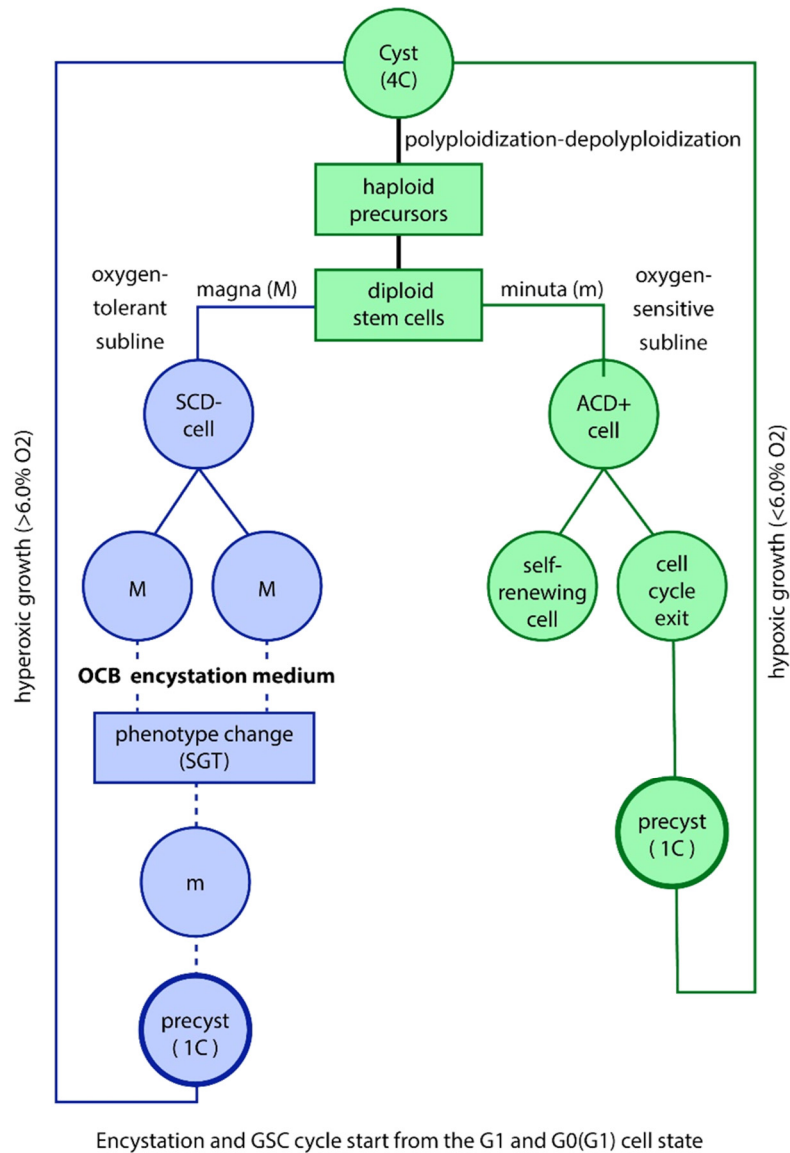 Cyst
(4C)
polyploidization-depolyploidization
haploid
precursors
oxygen-
tolerant
subline
magna (M)
diploid
stem cells
minuta (m)
oxygen-
sensitive
subline
SCD-
cell
ACD+
cell
hyperoxic growth (>6.0% O2)
hypoxic growth (<6.0% O2)
M
M
self-
renewing
cell
cell
cycle
exit
OCB encystation medium
phenotype change
(SGT)
precyst
( 1C )
m
precyst
( 1C )
Encystation and GSC cycle start from the G1 and G0(G1) cell state